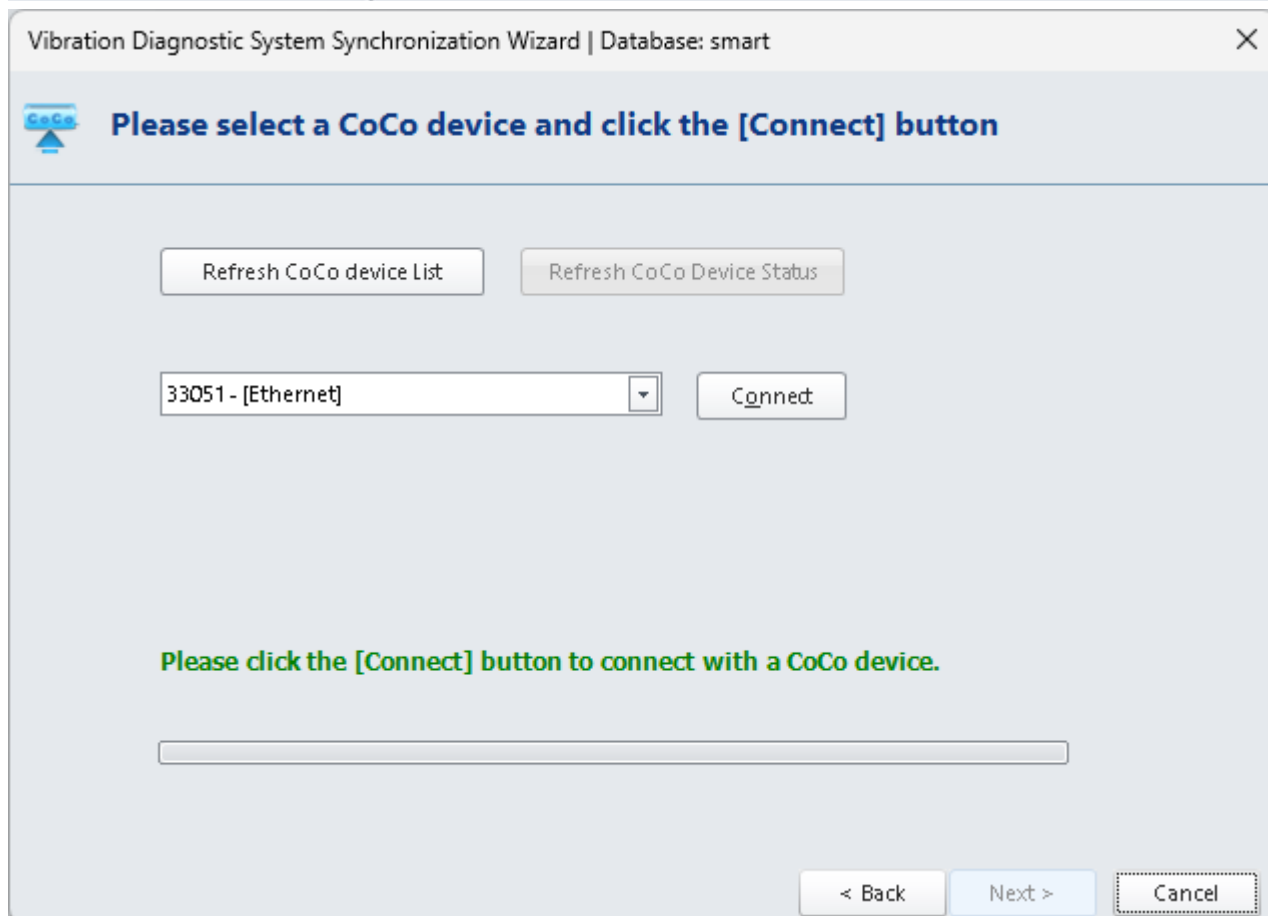 Vibration Diagnostic System Synchronization Wizard | Database: smart
CoCo
Please select a CoCo device and click the [Connect] button
Refresh CoCo device List
Refresh CoCo Device Status
33051 - [Ethernet]
Connect
Please click the [Connect] button to connect with a CoCo device.
< Back
Next >
Cancel